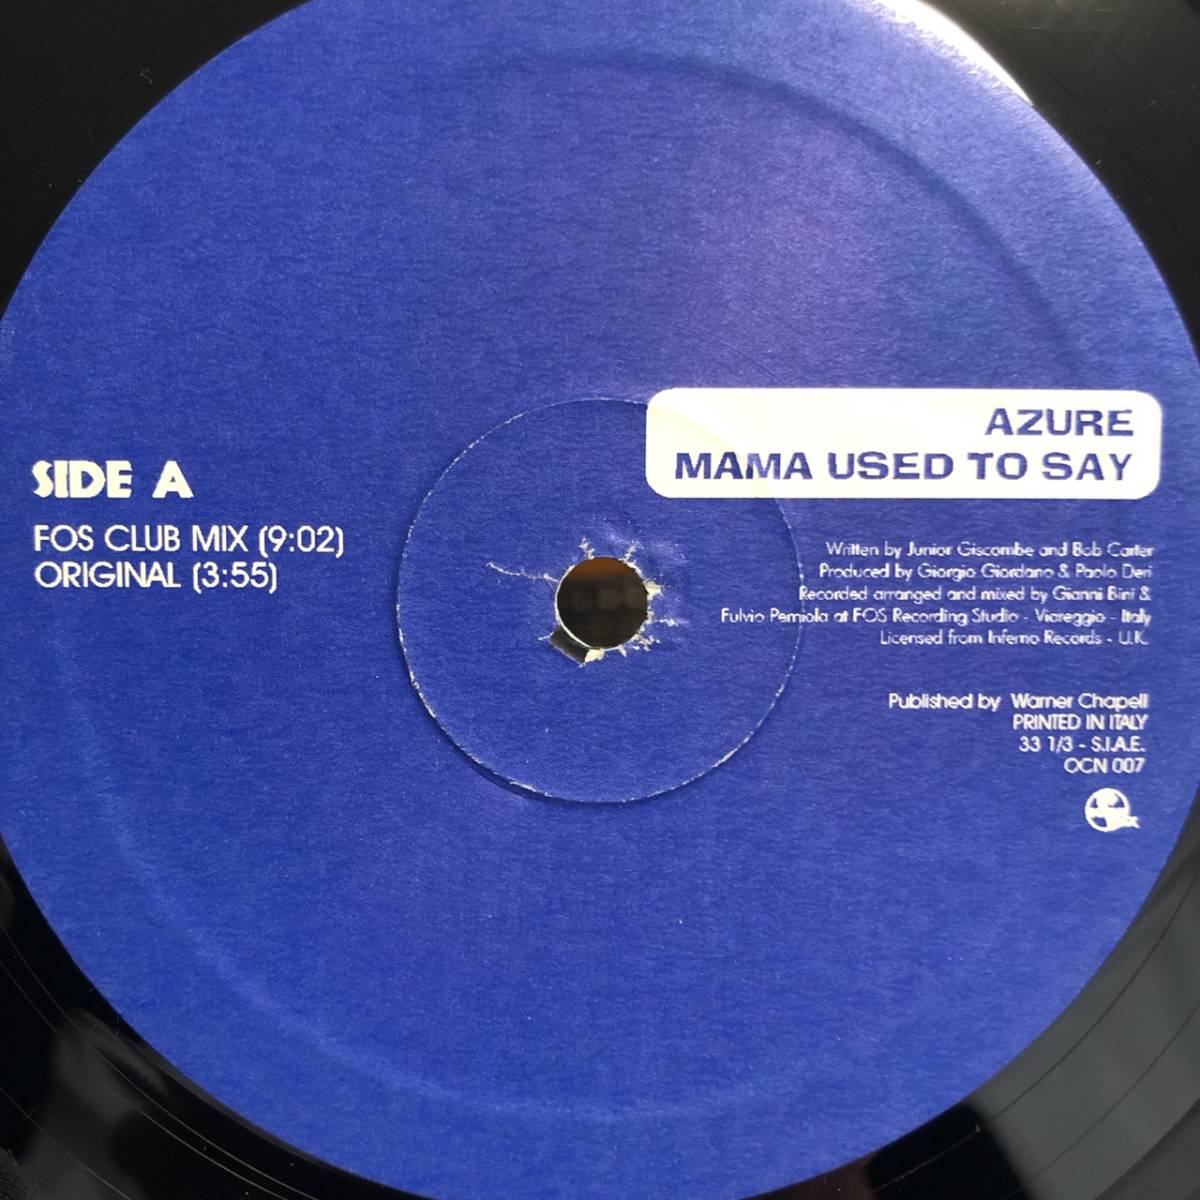 SIDE A
FOS CLUB MIX (9:02)
ORIGINAL (3:55)
AZURE
MAMA USED TO SAY
Written by Junior Giscombe and Bob Carter
Produced by Giorgio Giordano & Paolo Deri
Recorded arranged and mixed by Gianni Bini &
Fulvio Perniola at FOS Recording Studio - Viareggio - Italy
Licensed from Inferno Records - U.K.
Published by Warner Chapell
PRINTED IN ITALY
33 1/3 - S.I.A.E.
OCN 007